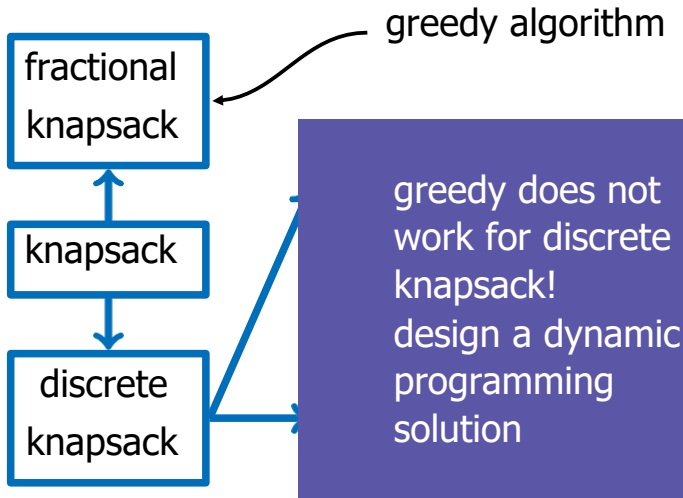 greedy algorithm
fractional
knapsack
knapsack
discrete
knapsack
greedy does not
work for discrete
knapsack!
design a dynamic
programming
solution